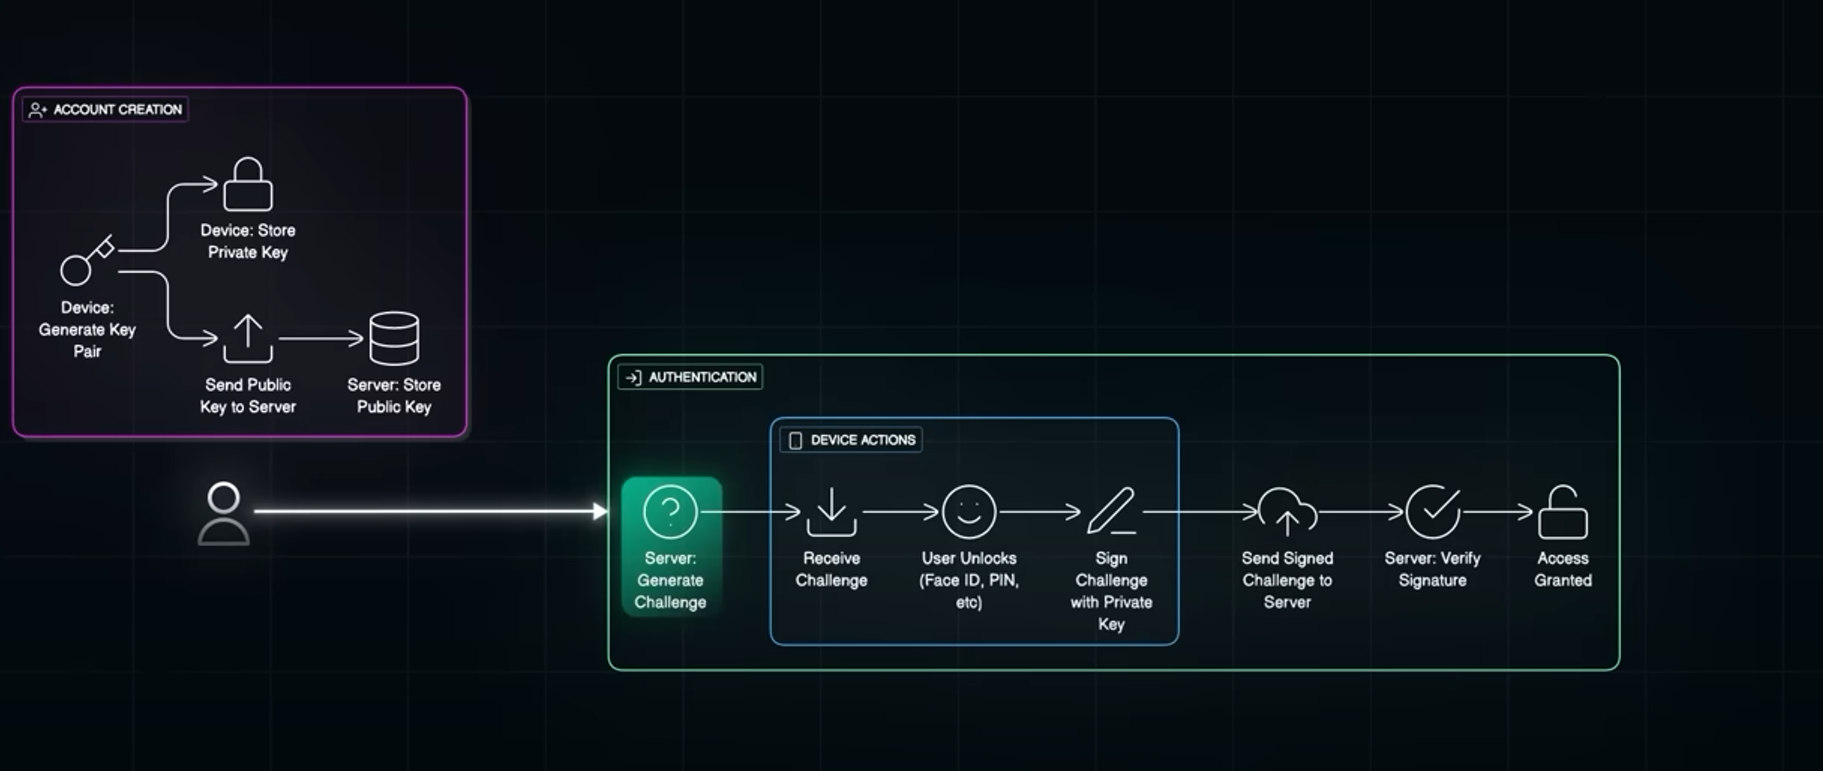 ACCOUNT CREATION
Device: Store
Private Key
Device:
Generate Key
Pair
Send Public
Key to Server
Server: Store
Public Key
AUTHENTICATION
DEVICE ACTIONS
Server:
Generate
Challenge
Receive
Challenge
User Unlocks
(Face ID, PIN,
etc)
Sign
Challenge
with Private
Key
Send Signed
Challenge to
Server
Server: Verify
Signature
Access
Granted